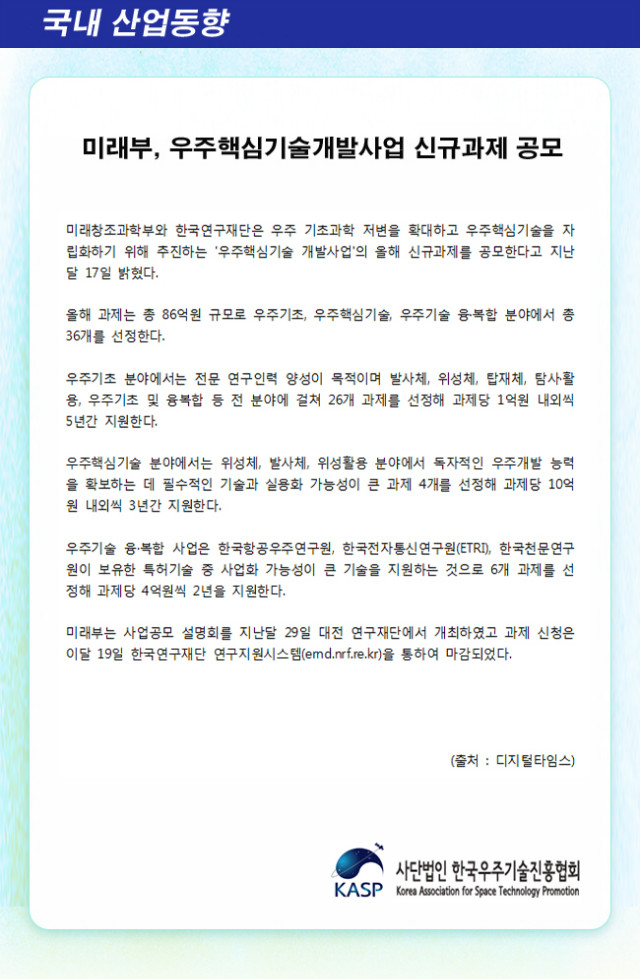 국내 산업동향
미래부, 우주핵심기술개발사업 신규과제 공모
미래창조과학부와 한국연구재단은 우주 기초과학 저변을 확대하고 우주핵심기술을 자
립화하기 위해 추진하는 '우주핵심기술 개발사업'의 올해 신규과제를 공모한다고 지난
달 17일 밝혔다.
올해 과제는 총 86억원 규모로 우주기초, 우주핵심기술, 우주기술 융·복합 분야에서 총
36개를 선정한다.
우주기초 분야에서는 전문 연구인력 양성이 목적이며 발사체, 위성체, 탑재체, 탐사·활
용, 우주기초 및 융복합 등 전 분야에 걸쳐 26개 과제를 선정해 과제당 1억원 내외씩
5년간 지원한다.
우주핵심기술 분야에서는 위성체, 발사체, 위성활용 분야에서 독자적인 우주개발 능력
을 확보하는 데 필수적인 기술과 실용화 가능성이 큰 과제 4개를 선정해 과제당 10억
원 내외씩 3년간 지원한다.
우주기술 융·복합 사업은 한국항공우주연구원, 한국전자통신연구원(ETRI), 한국천문연구
원이 보유한 특허기술 중 사업화 가능성이 큰 기술을 지원하는 것으로 6개 과제를 선
정해 과제당 4억원씩 2년을 지원한다.
미래부는 사업공모 설명회를 지난달 29일 대전 연구재단에서 개최하였고 과제 신청은
이달 19일 한국연구재단 연구지원시스템(emd.nrf.re.kr)을 통하여 마감되었다.
(출처 : 디지털타임스)
KASP
사단법인 한국우주기술진흥협회
Korea Association for Space Technology Promotion